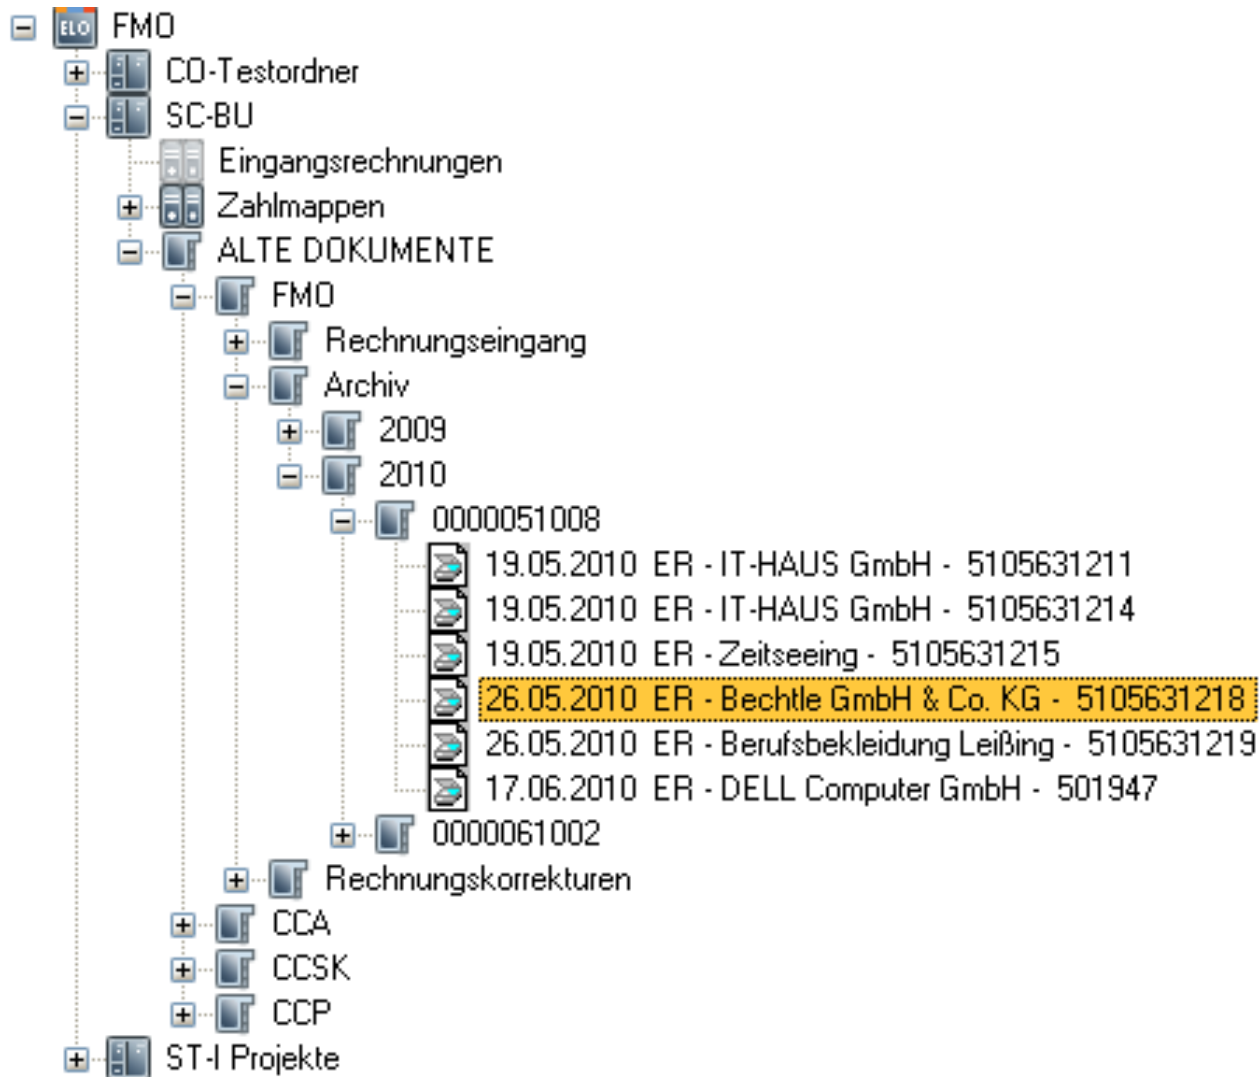 ELO FMO
CO-Testordner
SC-BU
Eingangsrechnungen
Zahlmappen
ALTE DOKUMENTE
FMO
Rechnungseingang
Archiv
2009
2010
0000051008
19.05.2010 ER - IT-HAUS GmbH - 5105631211
19.05.2010 ER - IT-HAUS GmbH - 5105631214
19.05.2010 ER - Zeitseeing - 5105631215
26.05.2010 ER - Bechtle GmbH & Co. KG - 5105631218
26.05.2010 ER - Berufsbekleidung Leißing - 5105631219
17.06.2010 ER - DELL Computer GmbH - 501947
0000061002
Rechnungskorrekturen
CCA
CCSK
CCP
ST-I Projekte